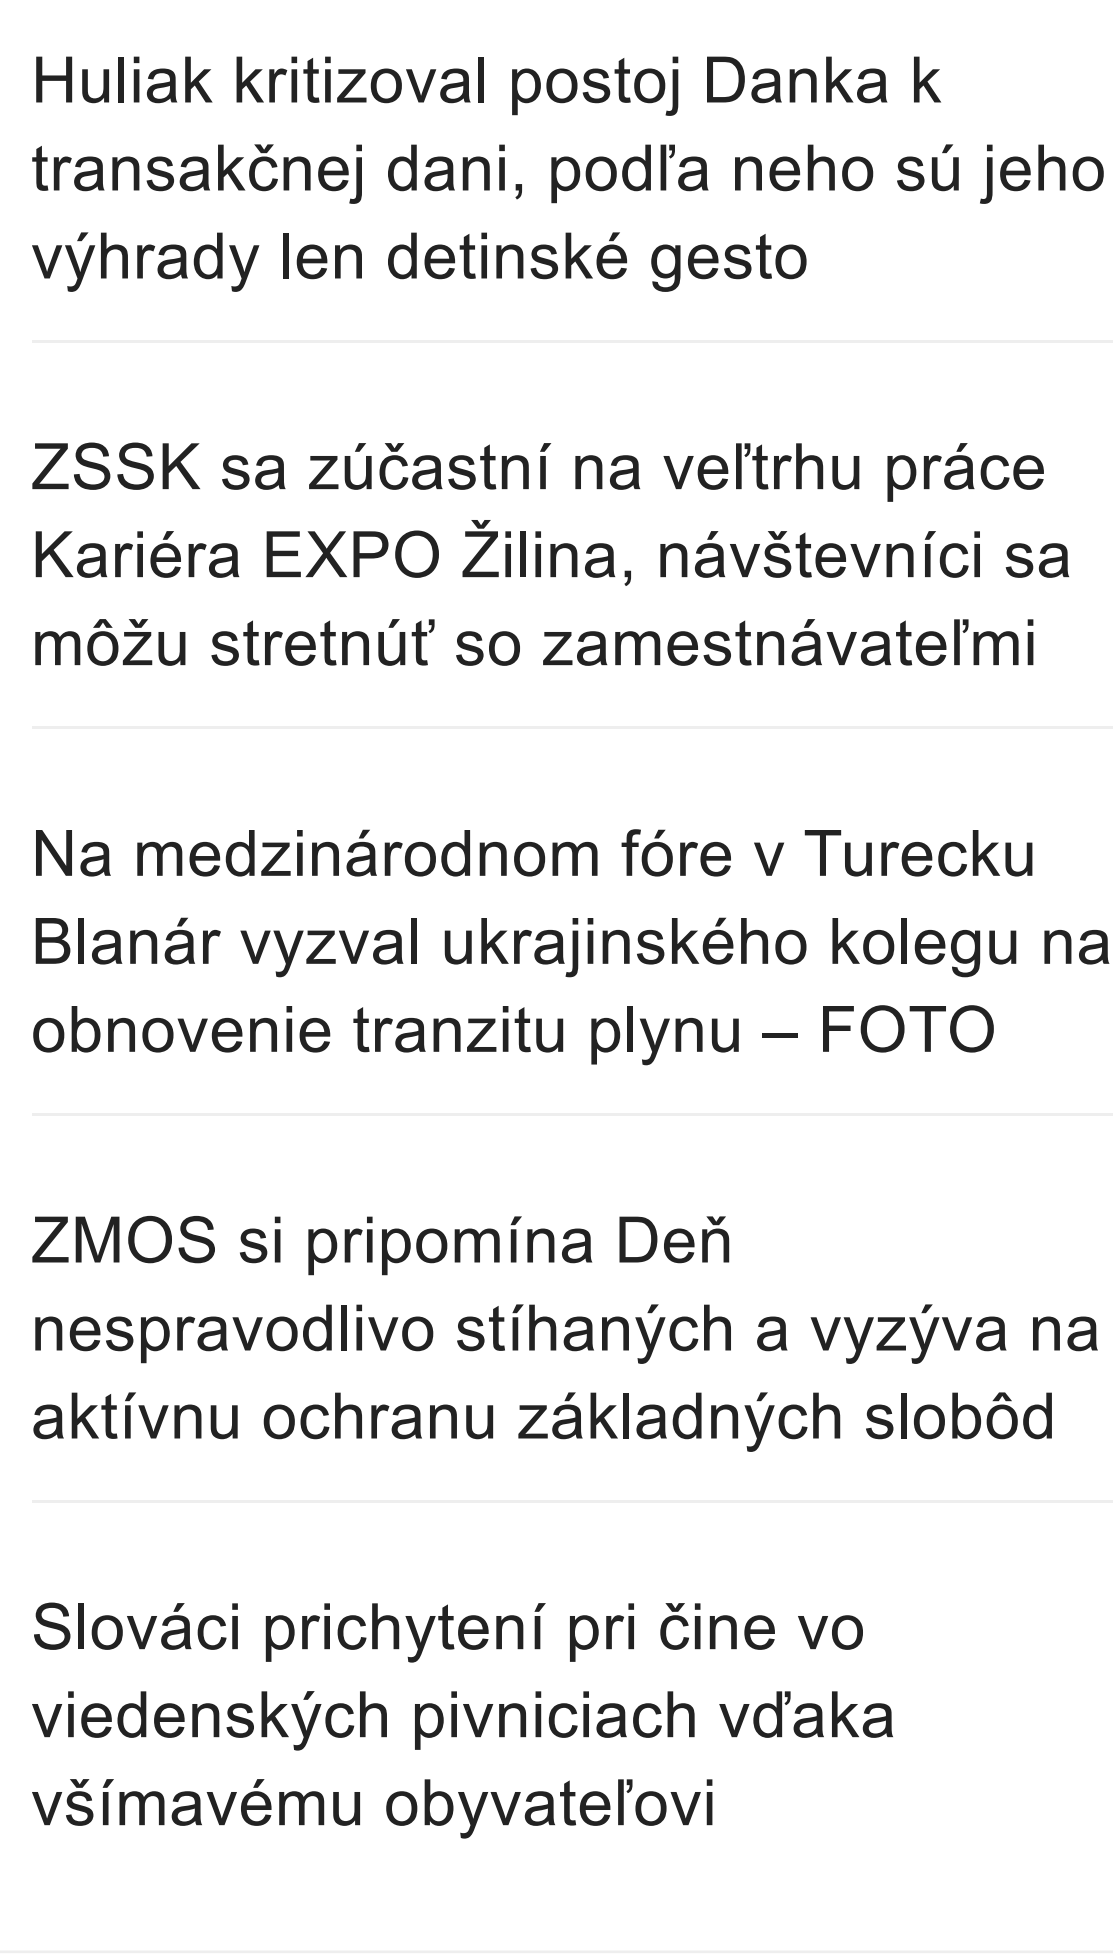 Huliak kritizoval postoj Danka k
transakčnej dani, podľa neho sú jeho
výhrady len detinské gesto
ZSSK sa zúčastní na veľtrhu práce
Kariéra EXPO Žilina, návštevníci sa
môžu stretnúť so zamestnávateľmi
Na medzinárodnom fóre v Turecku
Blanár vyzval ukrajinského kolegu na
obnovenie tranzitu plynu – FOTO
ZMOS si pripomína Deň
nespravodlivo stíhaných a vyzýva na
aktívnu ochranu základných slobôd
Slováci prichytení pri čine vo
viedenských pivniciach vďaka
všímavému obyvateľovi